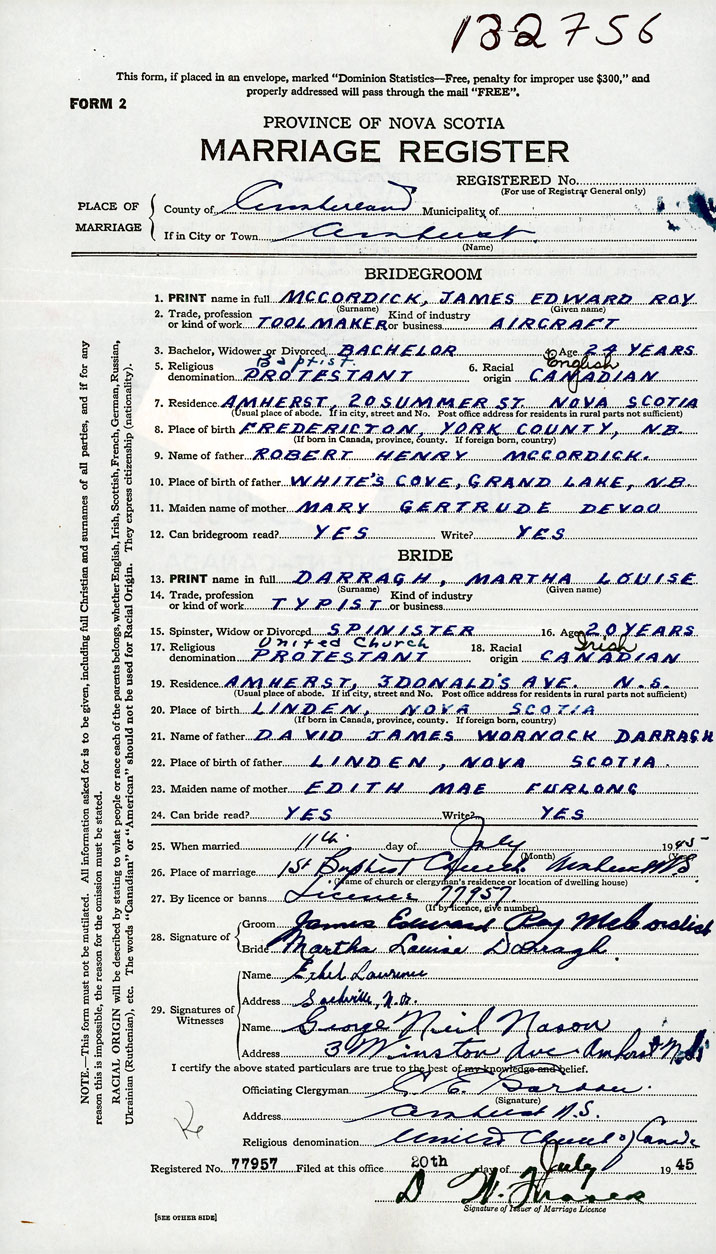 132756
This form, if placed in an envelope, marked "Dominion Statistics—Free, penalty for improper use $300," and
properly addressed will pass through the mail "FREE".
FORM 2
PROVINCE OF NOVA SCOTIA
MARRIAGE REGISTER
REGISTERED No.
(For use of Registrar General only)
PLACE OF MARRIAGE
County of Cumberland Municipality of
If in City or Town Amherst
(Name)
BRIDEGROOM
1. PRINT name in full MCCORDICK, JAMES EDWARD ROY
(Surname) (Given name)
2. Trade, profession or kind of work TOOLMAKER Kind of industry or business AIRCRAFT
3. Bachelor, Widower or Divorced BACHELOR 4. Age 24 YEARS
Baptist English
5. Religious denomination PROTESTANT 6. Racial origin CANADIAN
7. Residence AMHERST, 20 SUMMER ST. NOVA SCOTIA
(Usual place of abode. If in city, street and No. Post office address for residents in rural parts not sufficient)
8. Place of birth FREDERICTON, YORK COUNTY, N.B.
(If born in Canada, province, county. If foreign born, country)
9. Name of father ROBERT HENRY MCCORDICK.
10. Place of birth of father WHITE'S COVE, GRAND LAKE, N.B.
11. Maiden name of mother MARY GERTRUDE DEVOO
12. Can bridegroom read? YES Write? YES
BRIDE
13. PRINT name in full DARRAGH, MARTHA LOUISE
(Surname) (Given name)
14. Trade, profession or kind of work TYPIST Kind of industry or business
15. Spinster, Widow or Divorced SPINISTER 16. Age 20 YEARS
United Church Irish
17. Religious denomination PROTESTANT 18. Racial origin CANADIAN
19. Residence AMHERST, 3 DONALD'S AVE. N.S.
(Usual place of abode. If in city, street and No. Post office address for residents in rural parts not sufficient)
20. Place of birth LINDEN, NOVA SCOTIA
(If born in Canada, province, county. If foreign born, country)
21. Name of father DAVID JAMES WORNOCK DARRAGH
22. Place of birth of father LINDEN, NOVA SCOTIA.
23. Maiden name of mother EDITH MAE FURLONG
24. Can bride read? YES Write? YES
25. When married 11th. day of July 1945
(Month) (Year)
26. Place of marriage 1st Baptist Church. Amherst N.S.
(Name of church or clergyman's residence or location of dwelling house)
27. By licence or banns Licence 77957.
(If by licence, give number)
28. Signature of
Groom James Edward Roy McCordick
Bride Martha Louise Darragh.
29. Signatures of Witnesses
Name Ethel Lawrence
Address Sackville, N.B.
Name George Neil Nason
Address 3 Winston Ave. Amherst N.S.
I certify the above stated particulars are true to the best of my knowledge and belief.
Officiating Clergyman
(Signature)
Address Amherst N.S.
Religious denomination United Church of Canada
Registered No. 77957 Filed at this office 20th day of July 1945
D. W. Fraser
Signature of Issuer of Marriage Licence
[SEE OTHER SIDE]
NOTE.—This form must not be mutilated. All information asked for is to be given, including full Christian and surnames of all parties, and if for any
reason this is impossible, the reason for the omission must be stated.
RACIAL ORIGIN will be described by stating to what people or race each of the parents belongs, whether English, Irish, Scottish, French, German, Russian,
Ukrainian (Ruthenian), etc. The words "Canadian" or "American" should not be used for Racial Origin. They express citizenship (nationality).